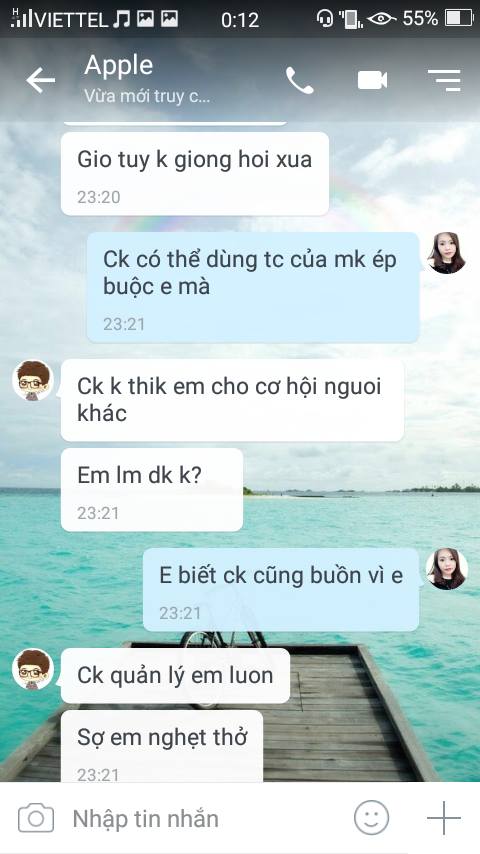 VIETTEL 0:12 55%
Apple
Vừa mới truy c...
Gio tuy k giong hoi xua
23:20
Ck có thể dùng tc của mk ép
buộc e mà
23:21
Ck k thik em cho cơ hội nguoi
khác
Em lm dk k?
23:21
E biết ck cũng buồn vì e
23:21
Ck quản lý em luon
Sợ em nghẹt thở
23:21
Nhập tin nhắn